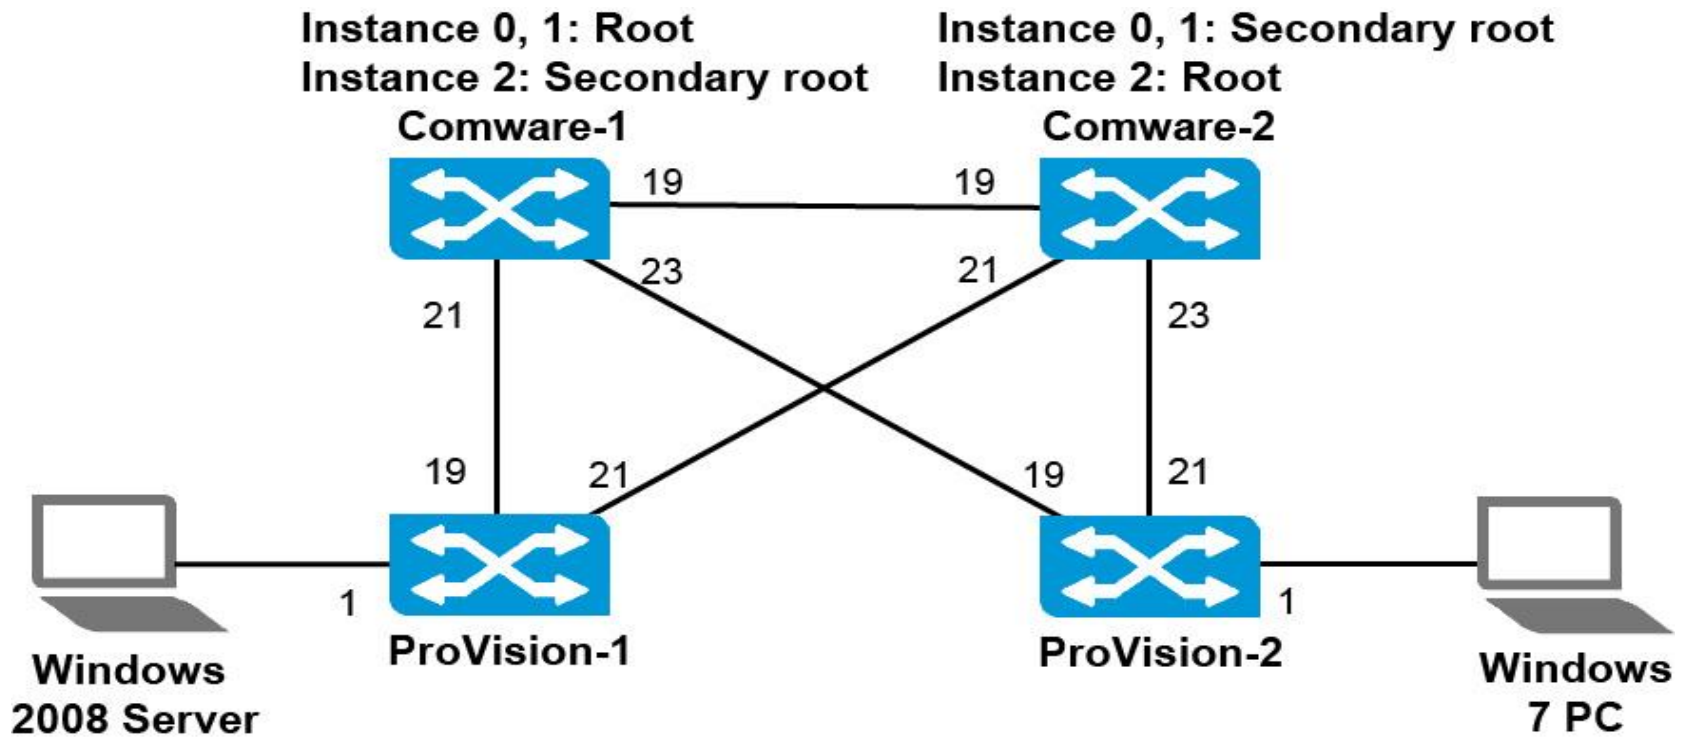 Instance 0, 1: Root
Instance 2: Secondary root
Comware-1
Instance 0, 1: Secondary root
Instance 2: Root
Comware-2
19
19
23
21
21
23
19
21
19
21
1
1
ProVision-1
ProVision-2
Windows
2008 Server
Windows
7 PC